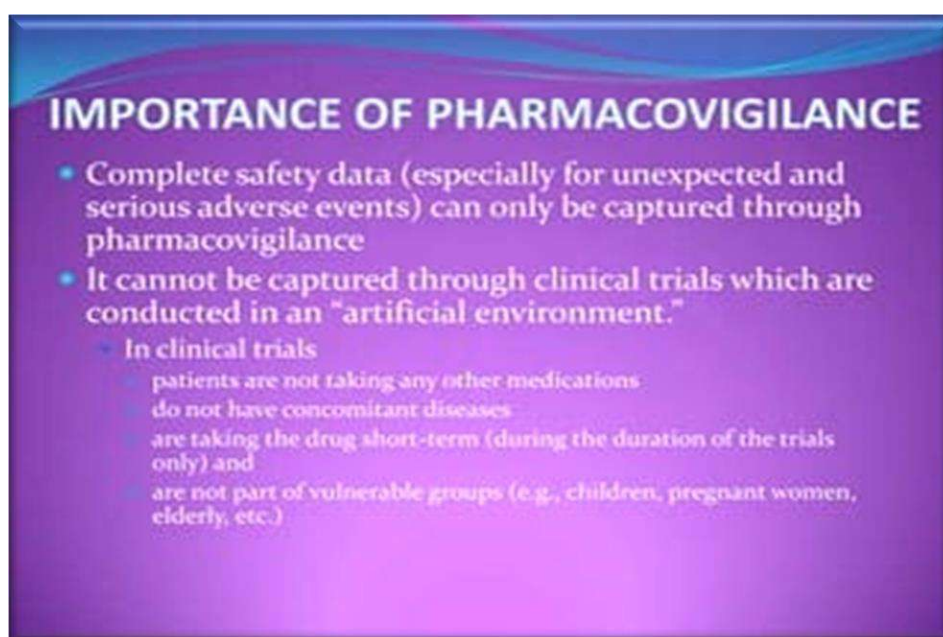 IMPORTANCE OF PHARMACOVIGILANCE
Complete safety data (especially for unexpected and
serious adverse events) can only be captured through
pharmacovigilance
It cannot be captured through clinical trials which are
conducted in an “artificial environment.”
In clinical trials
patients are not taking any other medications
do not have concomitant diseases
are taking the drug short-term (during the duration of the trials
only) and
are not part of vulnerable groups (e.g., children, pregnant women,
elderly, etc.)